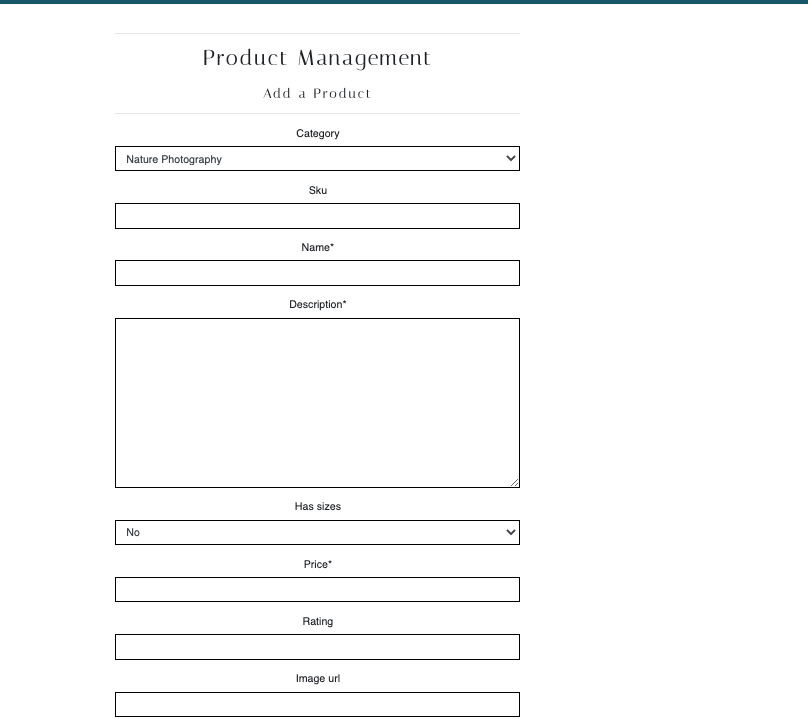 Product Management
Add a Product
Category
Nature Photography
Sku
Name*
Description*
Has sizes
No
Price*
Rating
Image url